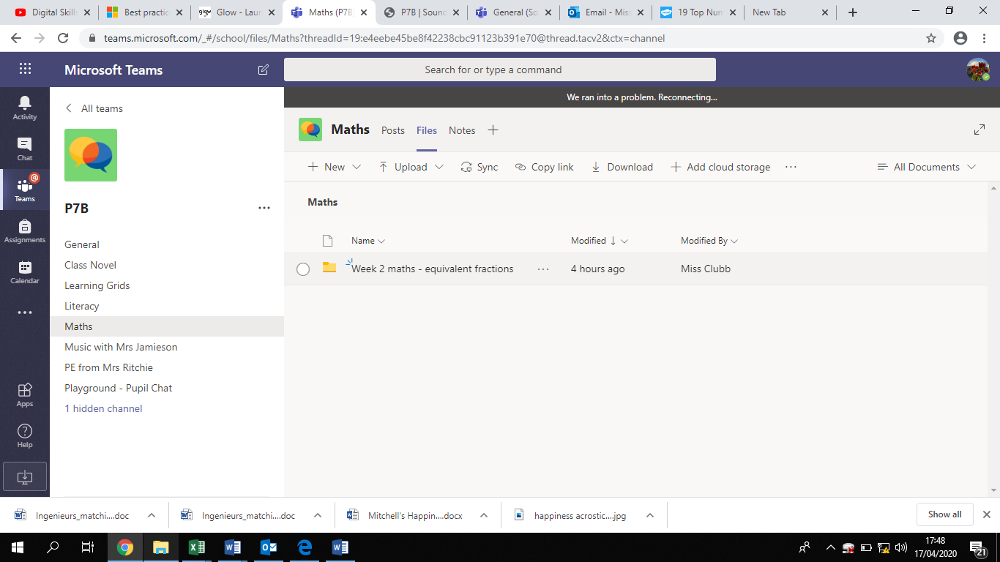 Digital Skills
Best practic
glow
Glow - Laun
Maths (P7B
P7B | Sound
General (So
Email - Miss
19 Top Num
New Tab
teams.microsoft.com/_#/school/files/Maths?threadId=19:e4eebe45be8f42238cbc91123b391e70@thread.tacv2&ctx=channel
Microsoft Teams
Search for or type a command
We ran into a problem. Reconnecting...
Activity
Chat
@
Teams
Assignments
Calendar
Apps
Help
All teams
P7B
General
Class Novel
Learning Grids
Literacy
Maths
Music with Mrs Jamieson
PE from Mrs Ritchie
Playground - Pupil Chat
1 hidden channel
Maths Posts Files Notes
New Upload Sync Copy link Download Add cloud storage All Documents
Maths
Name Modified Modified By
Week 2 maths - equivalent fractions 4 hours ago Miss Clubb
Ingenieurs_matchi....doc
Ingenieurs_matchi....doc
Mitchell's Happin....docx
happiness acrostic....jpg
Show all
17:48
17/04/2020
21